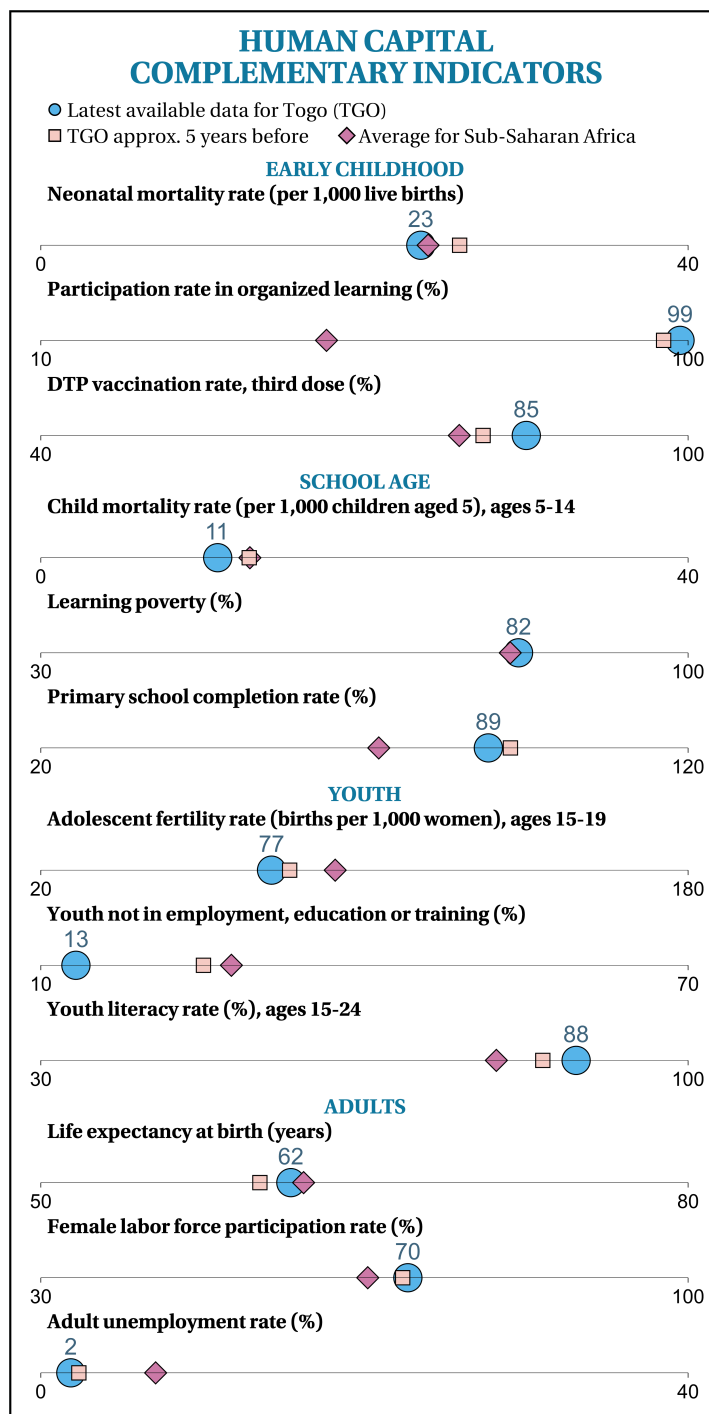 HUMAN CAPITAL
COMPLEMENTARY INDICATORS
Latest available data for Togo (TGO)
TGO approx. 5 years before Average for Sub-Saharan Africa
EARLY CHILDHOOD
Neonatal mortality rate (per 1,000 live births)
23
0 40
Participation rate in organized learning (%)
99
10 100
DTP vaccination rate, third dose (%)
85
40 100
SCHOOL AGE
Child mortality rate (per 1,000 children aged 5), ages 5-14
11
0 40
Learning poverty (%)
82
30 100
Primary school completion rate (%)
89
20 120
YOUTH
Adolescent fertility rate (births per 1,000 women), ages 15-19
77
20 180
Youth not in employment, education or training (%)
13
10 70
Youth literacy rate (%), ages 15-24
88
30 100
ADULTS
Life expectancy at birth (years)
62
50 80
Female labor force participation rate (%)
70
30 100
Adult unemployment rate (%)
2
0 40